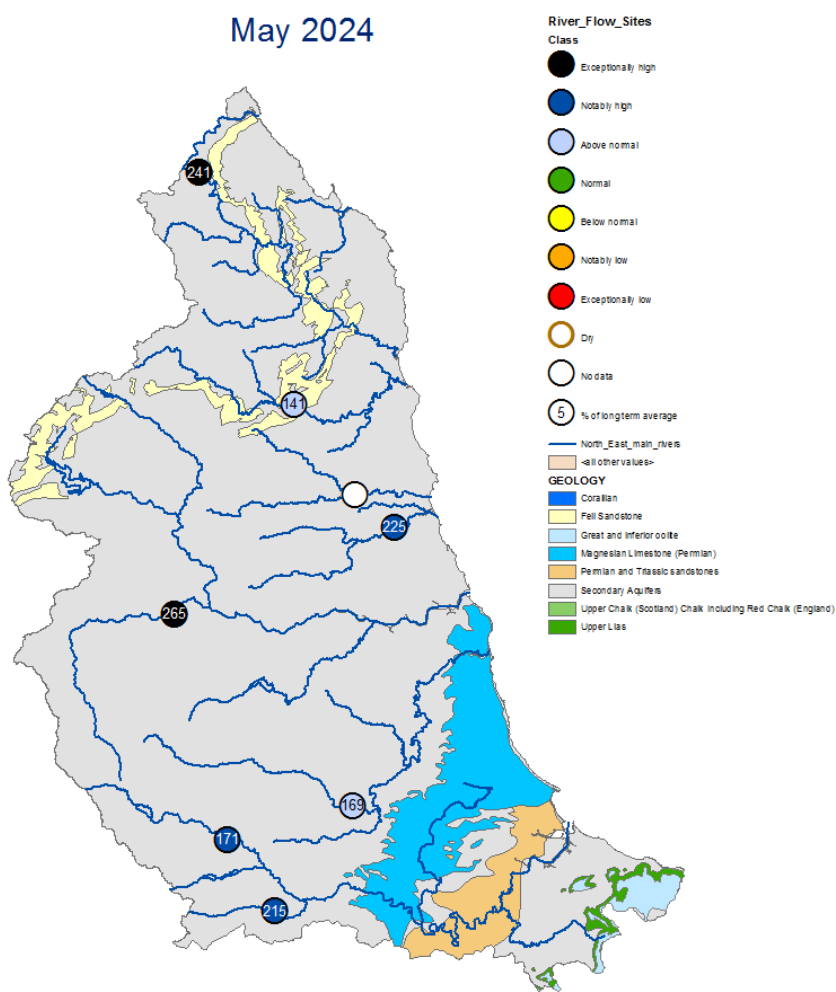 May 2024
River_Flow_Sites
Class
Exceptionally high
Notably high
Above normal
Normal
Below normal
Notably low
Exceptionally low
Dry
No data
5 % of long term average
North_East_main_rivers
<all other values>
GEOLOGY
Corallian
Fell Sandstone
Great and Inferior oolite
Magnesian Limestone (Permian)
Permian and Triassic sandstones
Secondary Aquifers
Upper Chalk (Scotland) Chalk Including Red Chalk (England)
Upper Lias
241
141
225
265
169
171
215